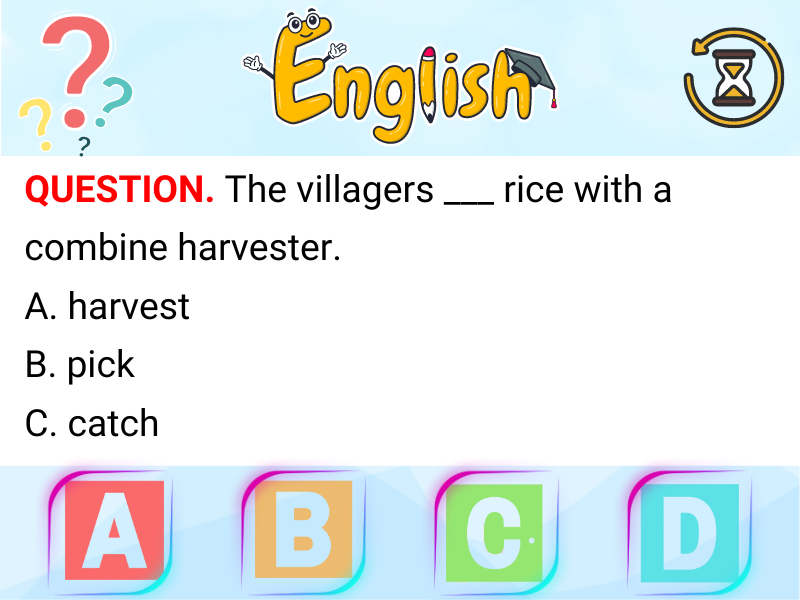 English
QUESTION. The villagers ___ rice with a
combine harvester.
A. harvest
B. pick
C. catch
A B C D